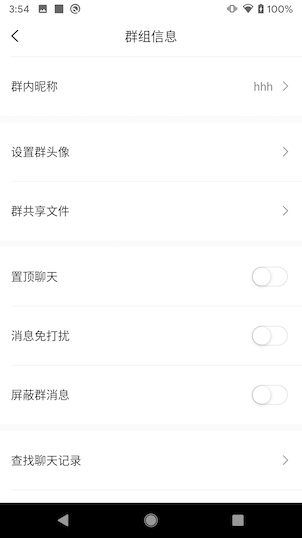 3:54 100%
群组信息
群内昵称 hhh
设置群头像
群共享文件
置顶聊天
消息免打扰
屏蔽群消息
查找聊天记录